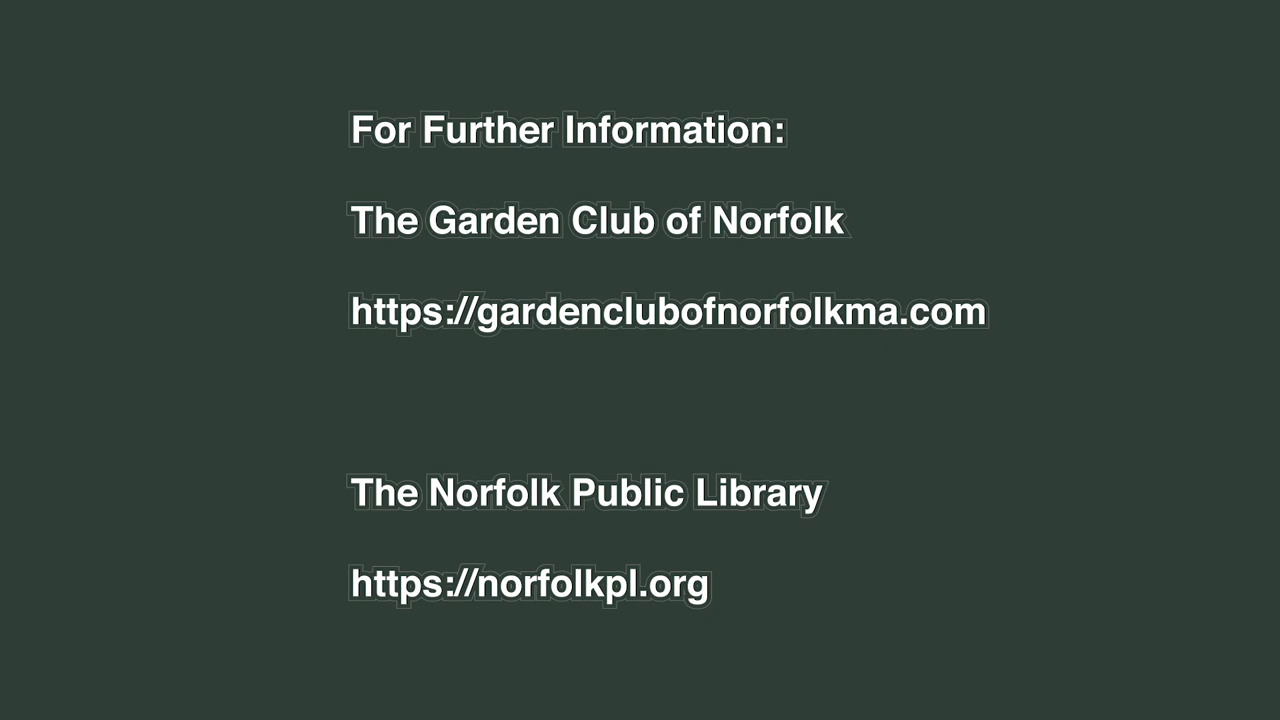 For Further Information:
The Garden Club of Norfolk
https://gardenclubofnorfolkma.com
The Norfolk Public Library
https://norfolkpl.org